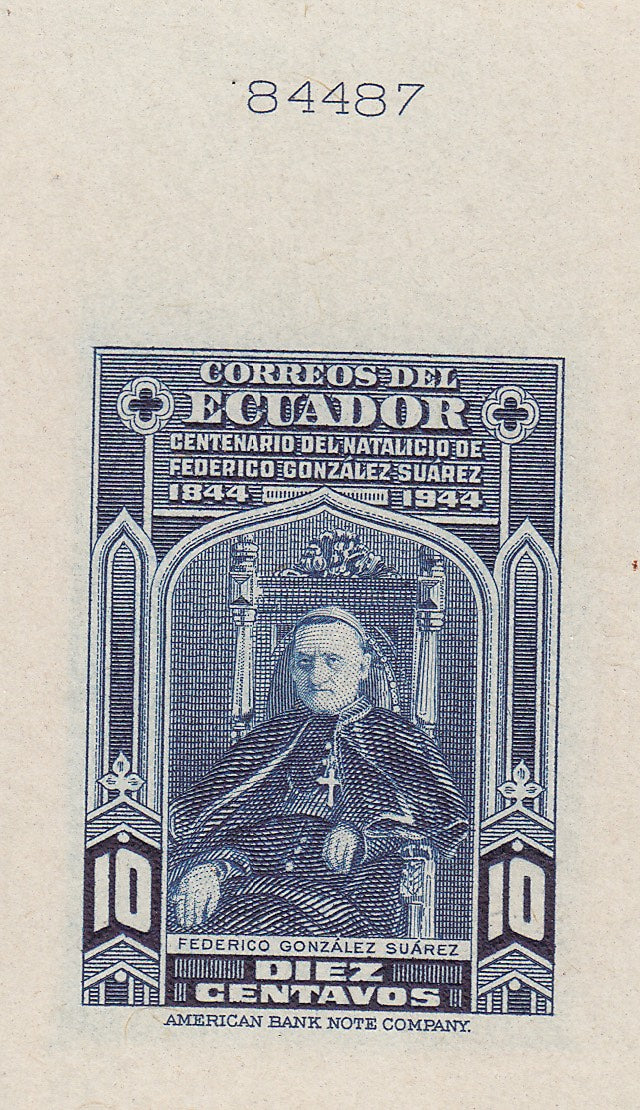 84487
CORREOS DEL
ECUADOR
CENTENARIO DEL NATALICIO DE
FEDERICO GONZÁLEZ SUÁREZ
1844 1944
10 10
FEDERICO GONZÁLEZ SUÁREZ
DIEZ
CENTAVOS
AMERICAN BANK NOTE COMPANY.